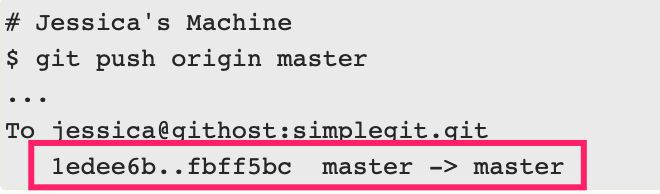 # Jessica's Machine
$ git push origin master
...
To jessica@githost:simplegit.git
1edee6b..fbff5bc master -> master